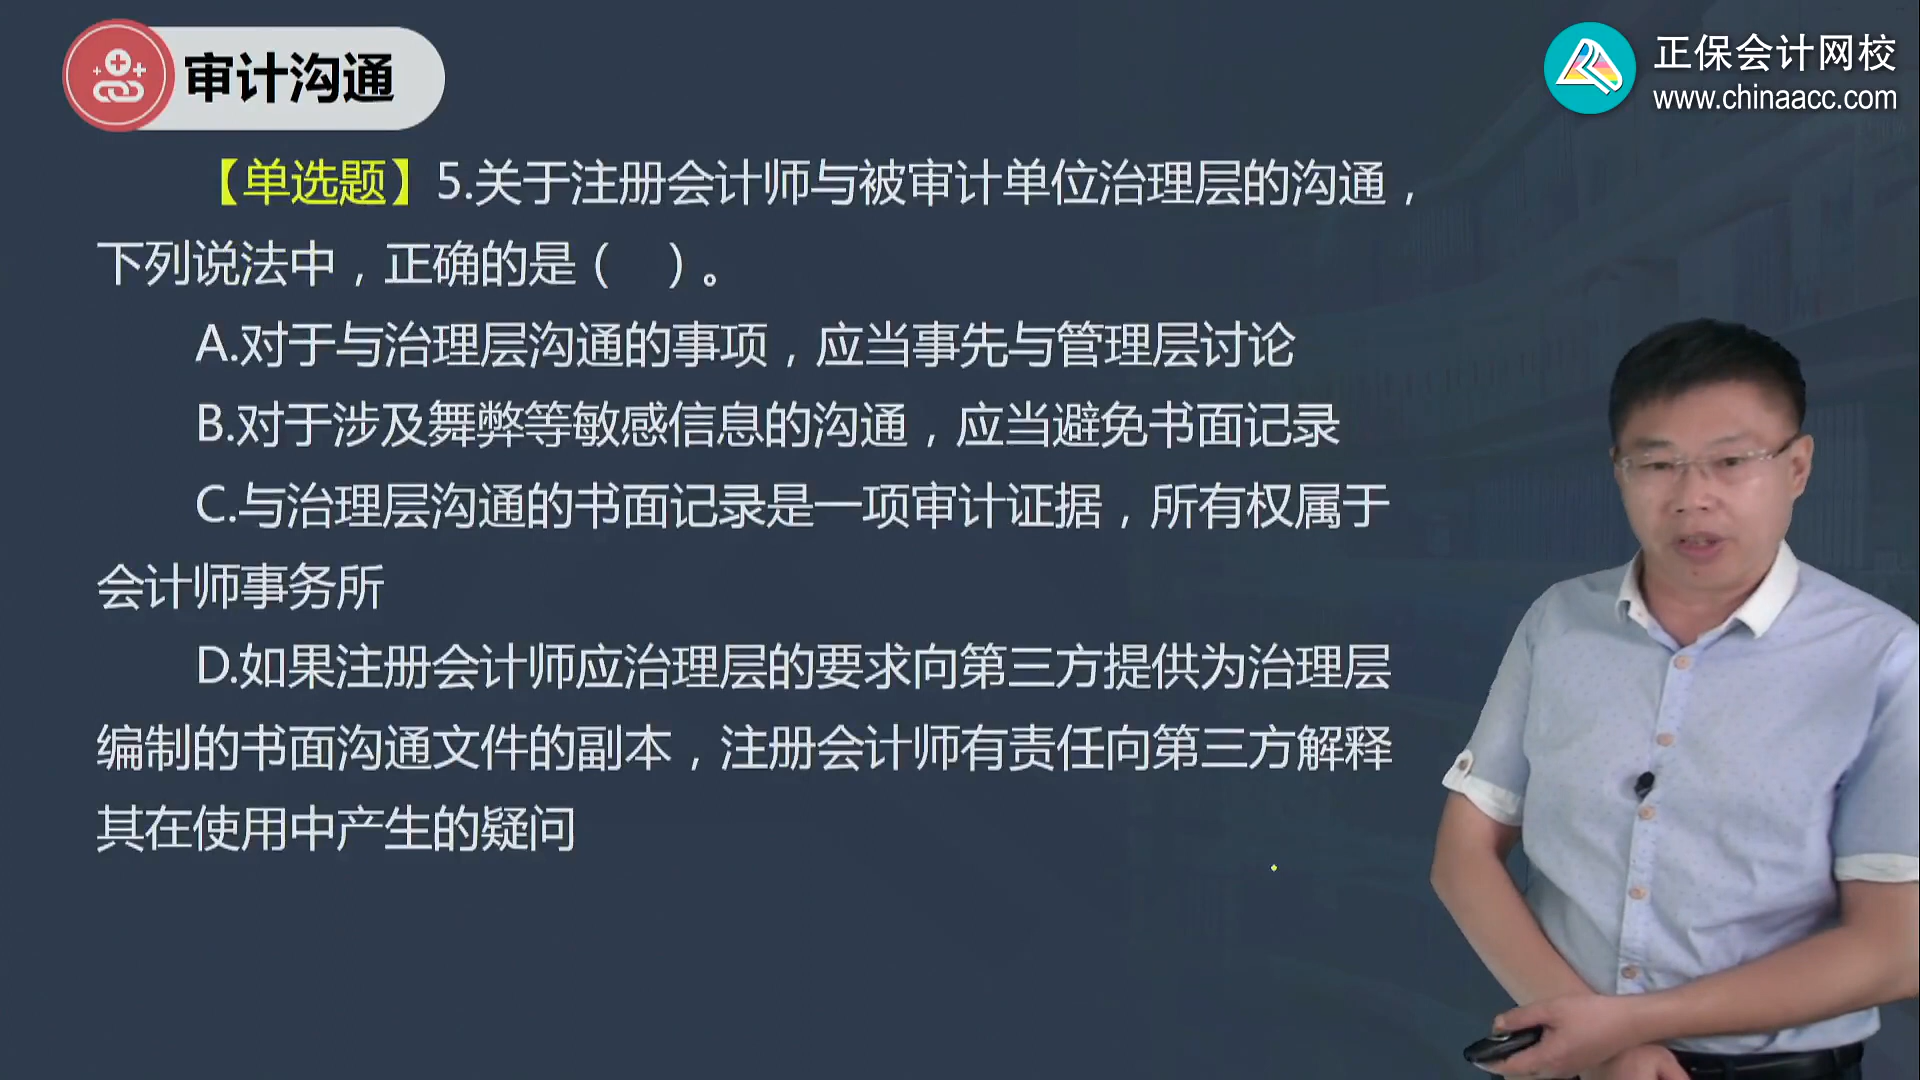 审计沟通
正保会计网校
www.chinaacc.com
【单选题】5.关于注册会计师与被审计单位治理层的沟通，
下列说法中，正确的是（ ）。
A.对于与治理层沟通的事项，应当事先与管理层讨论
B.对于涉及舞弊等敏感信息的沟通，应当避免书面记录
C.与治理层沟通的书面记录是一项审计证据，所有权属于
会计师事务所
D.如果注册会计师应治理层的要求向第三方提供为治理层
编制的书面沟通文件的副本，注册会计师有责任向第三方解释
其在使用中产生的疑问